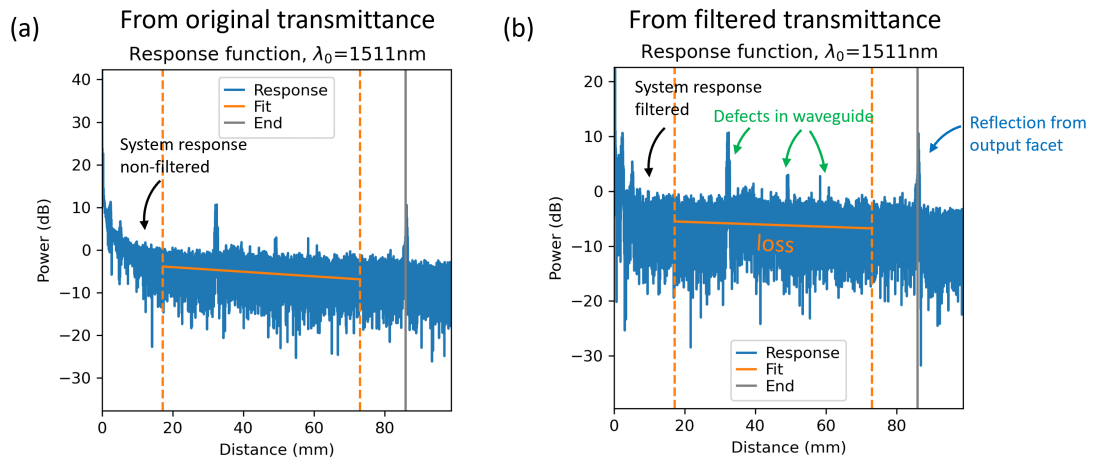 (a)
From original transmittance
Response function, λ₀=1511nm
40
30
20
10
0
−10
−20
−30
Power (dB)
0
20
40
60
80
Distance (mm)
Response
Fit
End
System response
non-filtered
(b)
From filtered transmittance
Response function, λ₀=1511nm
20
10
0
−10
−20
−30
Power (dB)
0
20
40
60
80
Distance (mm)
System response
filtered
Defects in waveguide
Reflection from
output facet
loss
Response
Fit
End